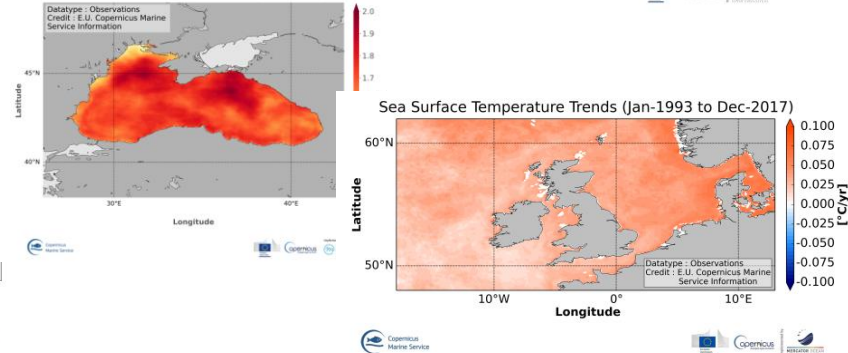 Datatype : Observations
Credit : E.U. Copernicus Marine
Service Information
2.0
1.9
1.8
1.7
45°N
40°N
Latitude
30°E
40°E
Longitude
Copernicus
Marine Service
opernicus
Sea Surface Temperature Trends (Jan-1993 to Dec-2017)
60°N
50°N
Latitude
10°W
0°
10°E
Longitude
0.100
0.075
0.050
0.025
0.000
-0.025
-0.050
-0.075
-0.100
[°C/yr]
Datatype : Observations
Credit : E.U. Copernicus Marine
Service Information
Copernicus
Marine Service
opernicus
MERCATOR OCEAN